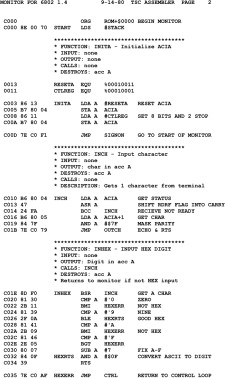 MONITOR FOR 6802 1.4 9-14-80 TSC ASSEMBLER PAGE 2
C000 ORG ROM+$0000 BEGIN MONITOR
C000 8E 00 70 START LDS #STACK
*************************************
* FUNCTION: INITA - Initialize ACIA
* INPUT: none
* OUTPUT: none
* CALLS: none
* DESTROYS: acc A
0013 RESETA EQU %00010011
0011 CTLREG EQU %00010001
C003 86 13 INITA LDA A #RESETA RESET ACIA
C005 B7 80 04 STA A ACIA
C008 86 11 LDA A #CTLREG SET 8 BITS AND 2 STOP
C00A B7 80 04 STA A ACIA
C00D 7E C0 F1 JMP SIGNON GO TO START OF MONITOR
*************************************
* FUNCTION: INCH - Input character
* INPUT: none
* OUTPUT: char in acc A
* DESTROYS: acc A
* CALLS: none
* DESCRIPTION: Gets 1 character from terminal
C010 B6 80 04 INCH LDA A ACIA GET STATUS
C013 47 ASR A SHIFT RDRF FLAG INTO CARRY
C014 24 FA BCC INCH RECIEVE NOT READY
C016 B6 80 05 LDA A ACIA+1 GET CHAR
C019 84 7F AND A #$7F MASK PARITY
C01B 7E C0 79 JMP OUTCH ECHO & RTS
*************************************
* FUNCTION: INHEX - INPUT HEX DIGIT
* INPUT: none
* OUTPUT: Digit in acc A
* CALLS: INCH
* DESTROYS: acc A
* Returns to monitor if not HEX input
C01E 8D F0 INHEX BSR INCH GET A CHAR
C020 81 30 CMP A #'0 ZERO
C022 2B 11 BMI HEXERR NOT HEX
C024 81 39 CMP A #'9 NINE
C026 2F 0A BLE HEXRTS GOOD HEX
C028 81 41 CMP A #'A
C02A 2B 09 BMI HEXERR NOT HEX
C02C 81 46 CMP A #'F
C02E 2E 05 BGT HEXERR
C030 80 07 SUB A #7 FIX A-F
C032 84 0F HEXRTS AND A #$0F CONVERT ASCII TO DIGIT
C034 39 RTS
C035 7E C0 AF HEXERR JMP CTRL RETURN TO CONTROL LOOP